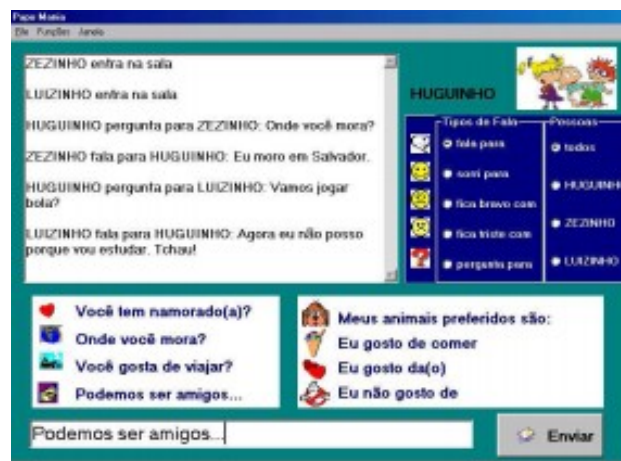 Papo Mania
File Funções Janela
ZEZINHO entra na sala
LUIZINHO entra na sala
HUGUINHO pergunta para ZEZINHO: Onde você mora?
ZEZINHO fala para HUGUINHO: Eu moro em Salvador.
HUGUINHO pergunta para LUIZINHO: Vamos jogar
bola?
LUIZINHO fala para HUGUINHO: Agora eu não posso
porque vou estudar. Tchau!
HUGUINHO
Tipos de Fala
fala para
sorri para
fica bravo com
fica triste com
pergunta para
Pessoas
todos
HUGUINHO
ZEZINHO
LUIZINHO
Você tem namorado(a)?
Onde você mora?
Você gosta de viajar?
Podemos ser amigos...
Meus animais preferidos são:
Eu gosto de comer
Eu gosto da(o)
Eu não gosto de
Podemos ser amigos...
Enviar